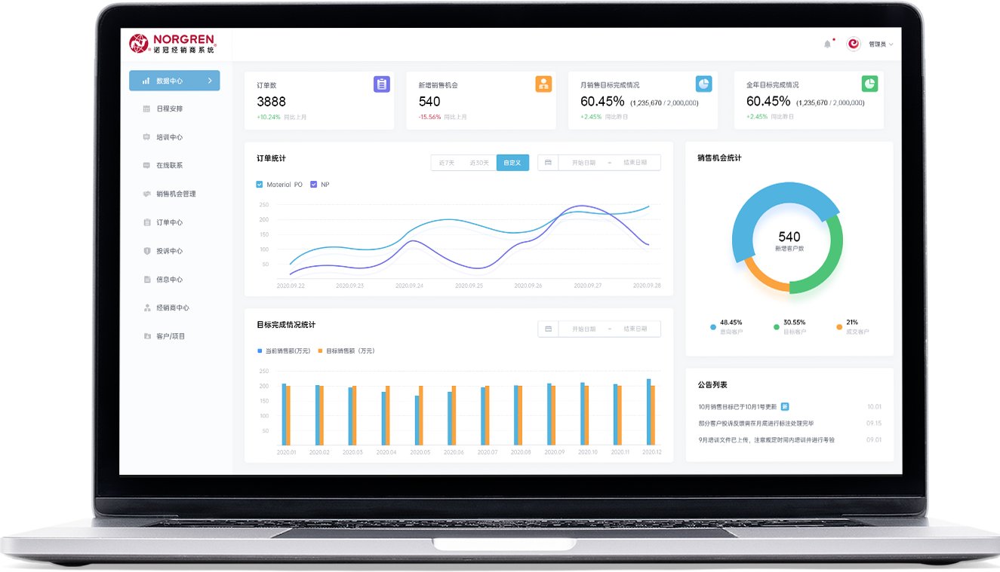 NORGREN
诺冠经销商系统
管理员
数据中心
日程安排
培训中心
在线联系
销售机会管理
订单中心
投诉中心
信息中心
经销商中心
客户/项目
订单数
3888
+10.24% 同比上月
新增销售机会
540
-15.56% 同比上月
月销售目标完成情况
60.45% (1,235,670 / 2,000,000)
+2.45% 同比昨日
全年目标完成情况
60.45% (1,235,670 / 2,000,000)
+2.45% 同比昨日
订单统计
近7天 近30天 自定义 开始日期 – 结束日期
Material PO NP
250
200
150
100
50
2020.09.22 2020.09.23 2020.09.24 2020.09.25 2020.09.26 2020.09.27 2020.09.28
销售机会统计
540
新增客户数
48.45% 30.55% 21%
意向客户 目标客户 成交客户
目标完成情况统计
开始日期 – 结束日期
当前销售额(万元) 目标销售额 (万元)
250
200
150
100
50
2020.01 2020.02 2020.03 2020.04 2020.05 2020.06 2020.07 2020.08 2020.09 2020.10 2020.11 2020.12
公告列表
10月销售目标已于10月1号更新 新 10.01
部分客户投诉反馈需在月底进行标注处理完毕 09.15
9月培训文件已上传，注意规定时间内培训并进行考验 09.01